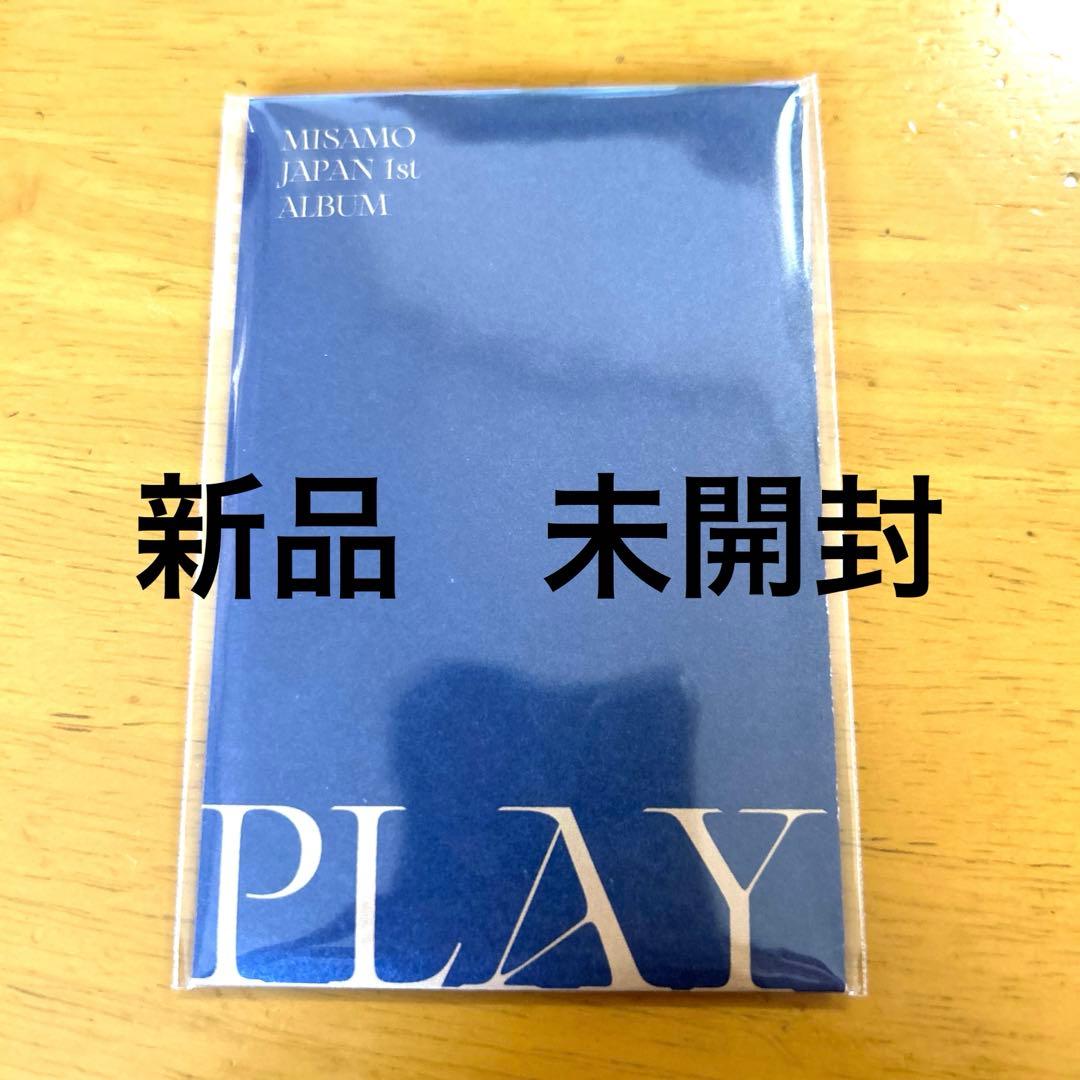 MISAMO
JAPAN 1st
ALBUM
新品　未開封
PLAY